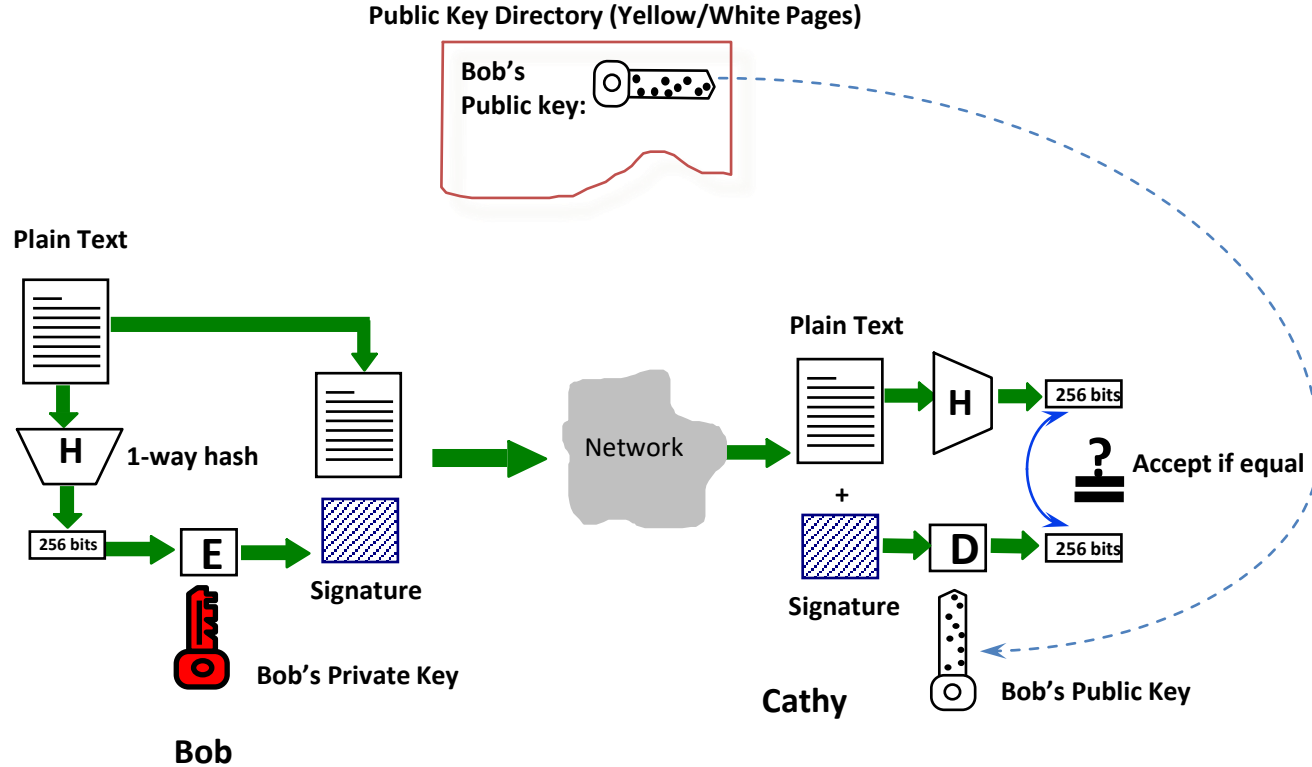 Public Key Directory (Yellow/White Pages)
Bob's
Public key:
Plain Text
H
1-way hash
256 bits
E
Signature
Bob's Private Key
Bob
Network
Plain Text
H
256 bits
?
Accept if equal
+
D
256 bits
Signature
Bob's Public Key
Cathy